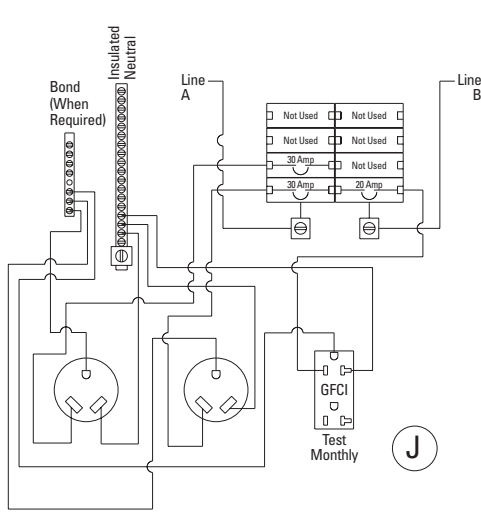 Insulated
Neutral
Bond
(When
Required)
Line
A
Line
B
Not Used
Not Used
Not Used
Not Used
30 Amp
Not Used
30 Amp
20 Amp
GFCI
Test
Monthly
J